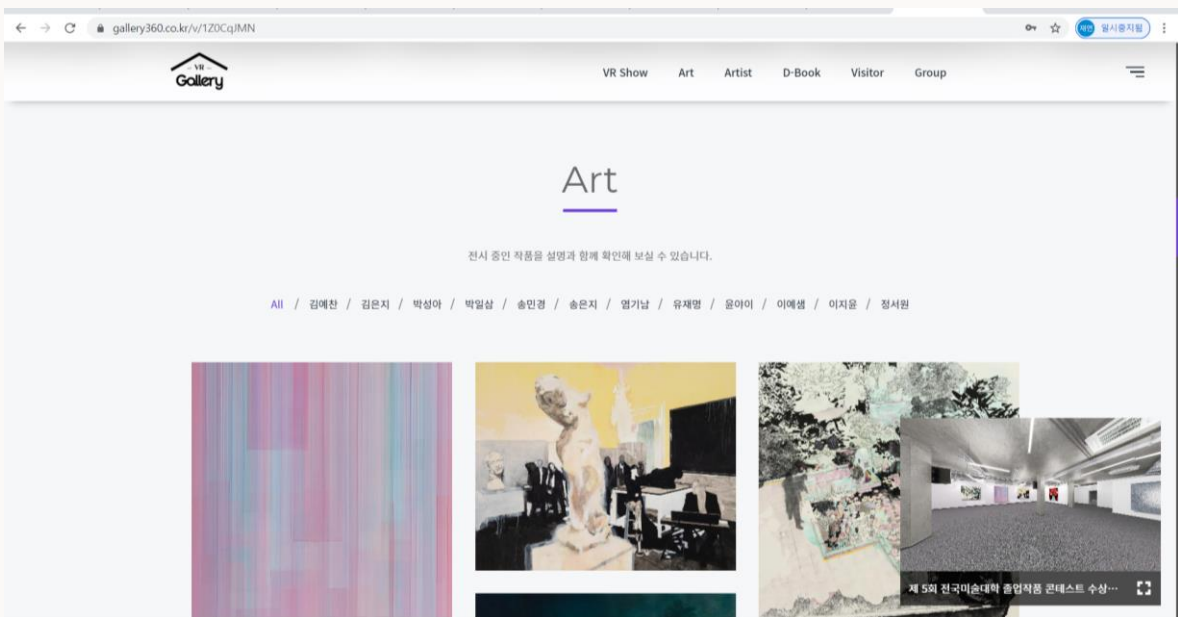 gallery360.co.kr/v/1Z0CqJMN
재연 일시중지됨
- VR -
Gallery
VR Show Art Artist D-Book Visitor Group
Art
전시 중인 작품을 설명과 함께 확인해 보실 수 있습니다.
All / 김예찬 / 김은지 / 박성아 / 박일삼 / 송민경 / 송은지 / 염기남 / 유재명 / 윤아이 / 이예샘 / 이지윤 / 정서원
제 5회 전국미술대학 졸업작품 콘테스트 수상…